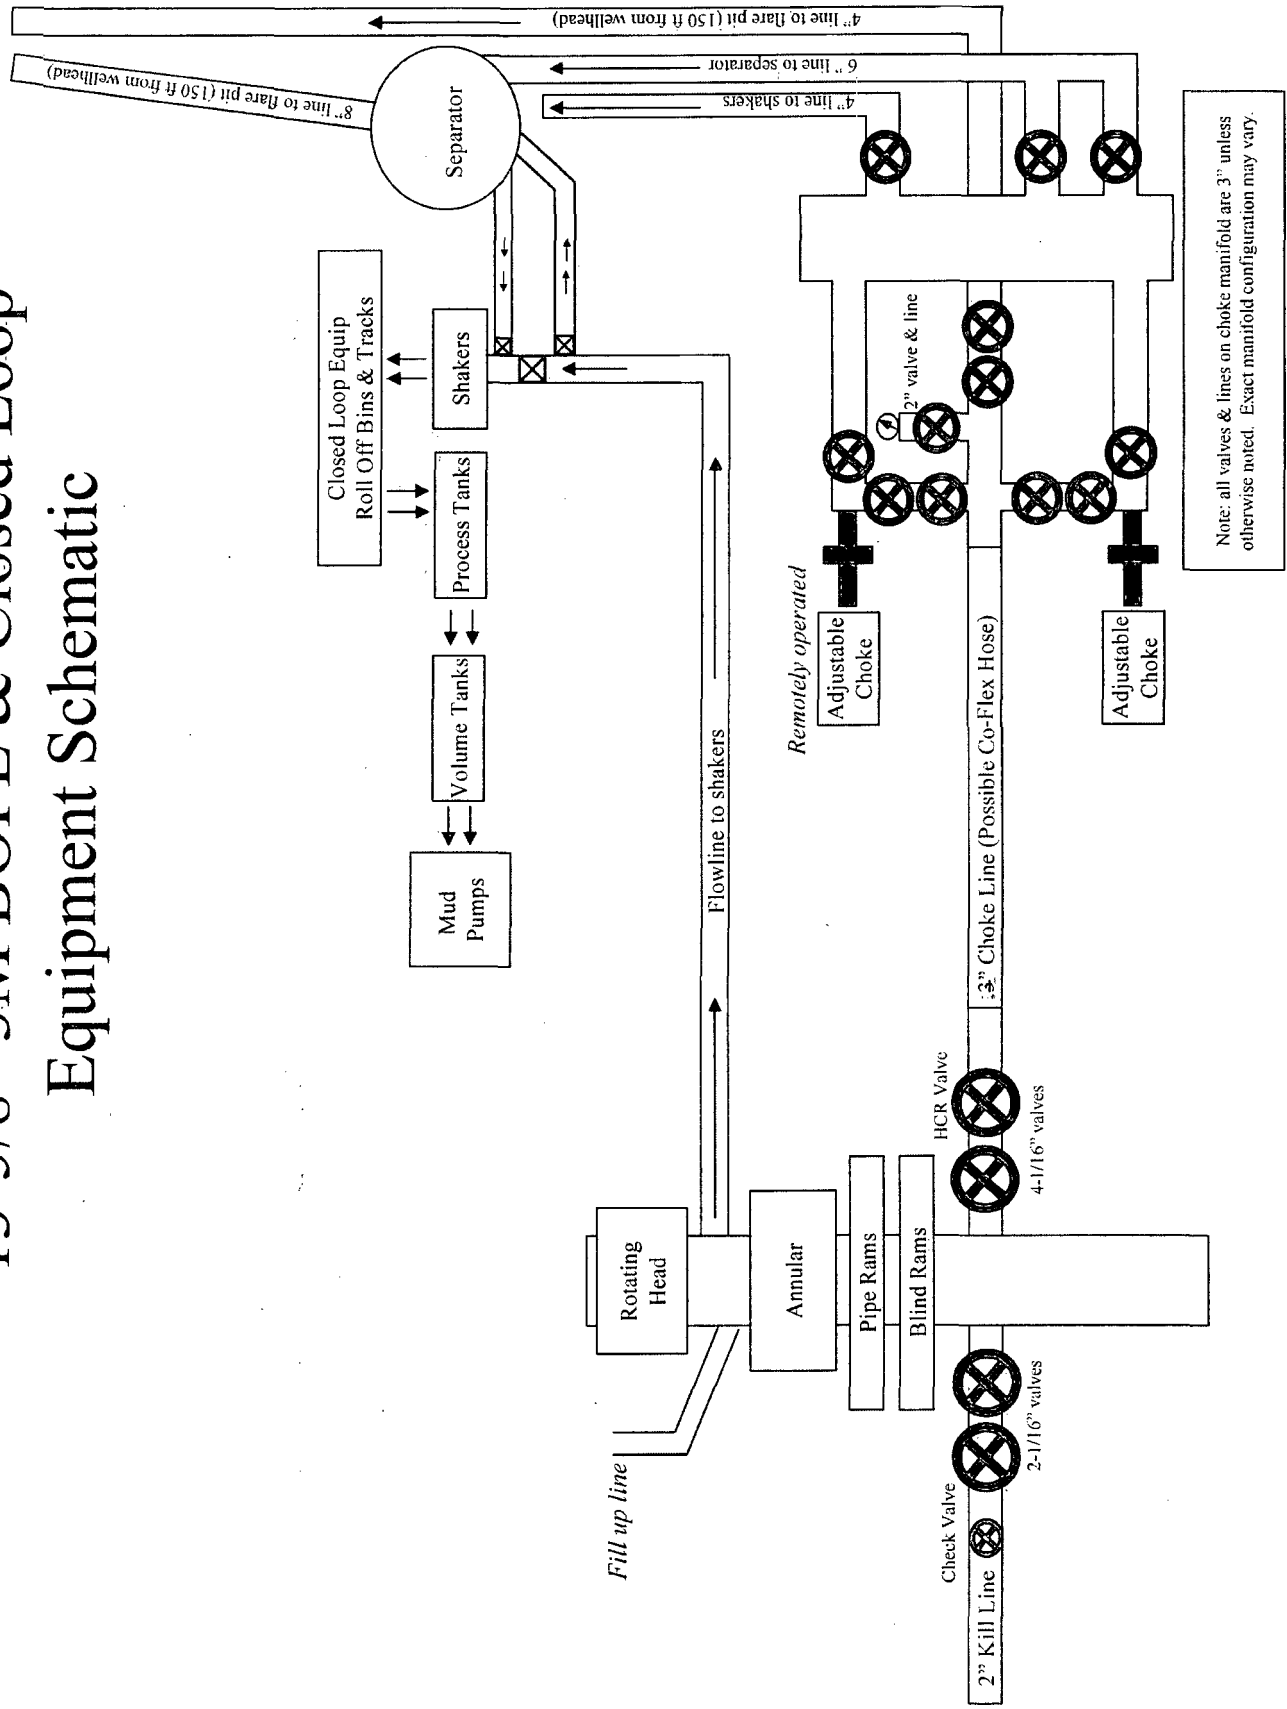 BOPE & Closed Loop
Equipment Schematic
Closed Loop Equip
Roll Off Bins & Tracks
Mud
Pumps
Volume Tanks
Process Tanks
Shakers
Separator
8" line to flare pit (150 ft from wellhead)
4" line to flare pit (150 ft from wellhead)
6" line to separator
4" line to shakers
Fill up line
Rotating
Head
Flowline to shakers
Annular
Pipe Rams
Blind Rams
Remotely operated
Adjustable
Choke
2" valve & line
Check Valve
HCR Valve
2" Kill Line
3" Choke Line (Possible Co-Flex Hose)
2-1/16" valves
4-1/16" valves
Adjustable
Choke
Note: all valves & lines on choke manifold are 3" unless
otherwise noted. Exact manifold configuration may vary.